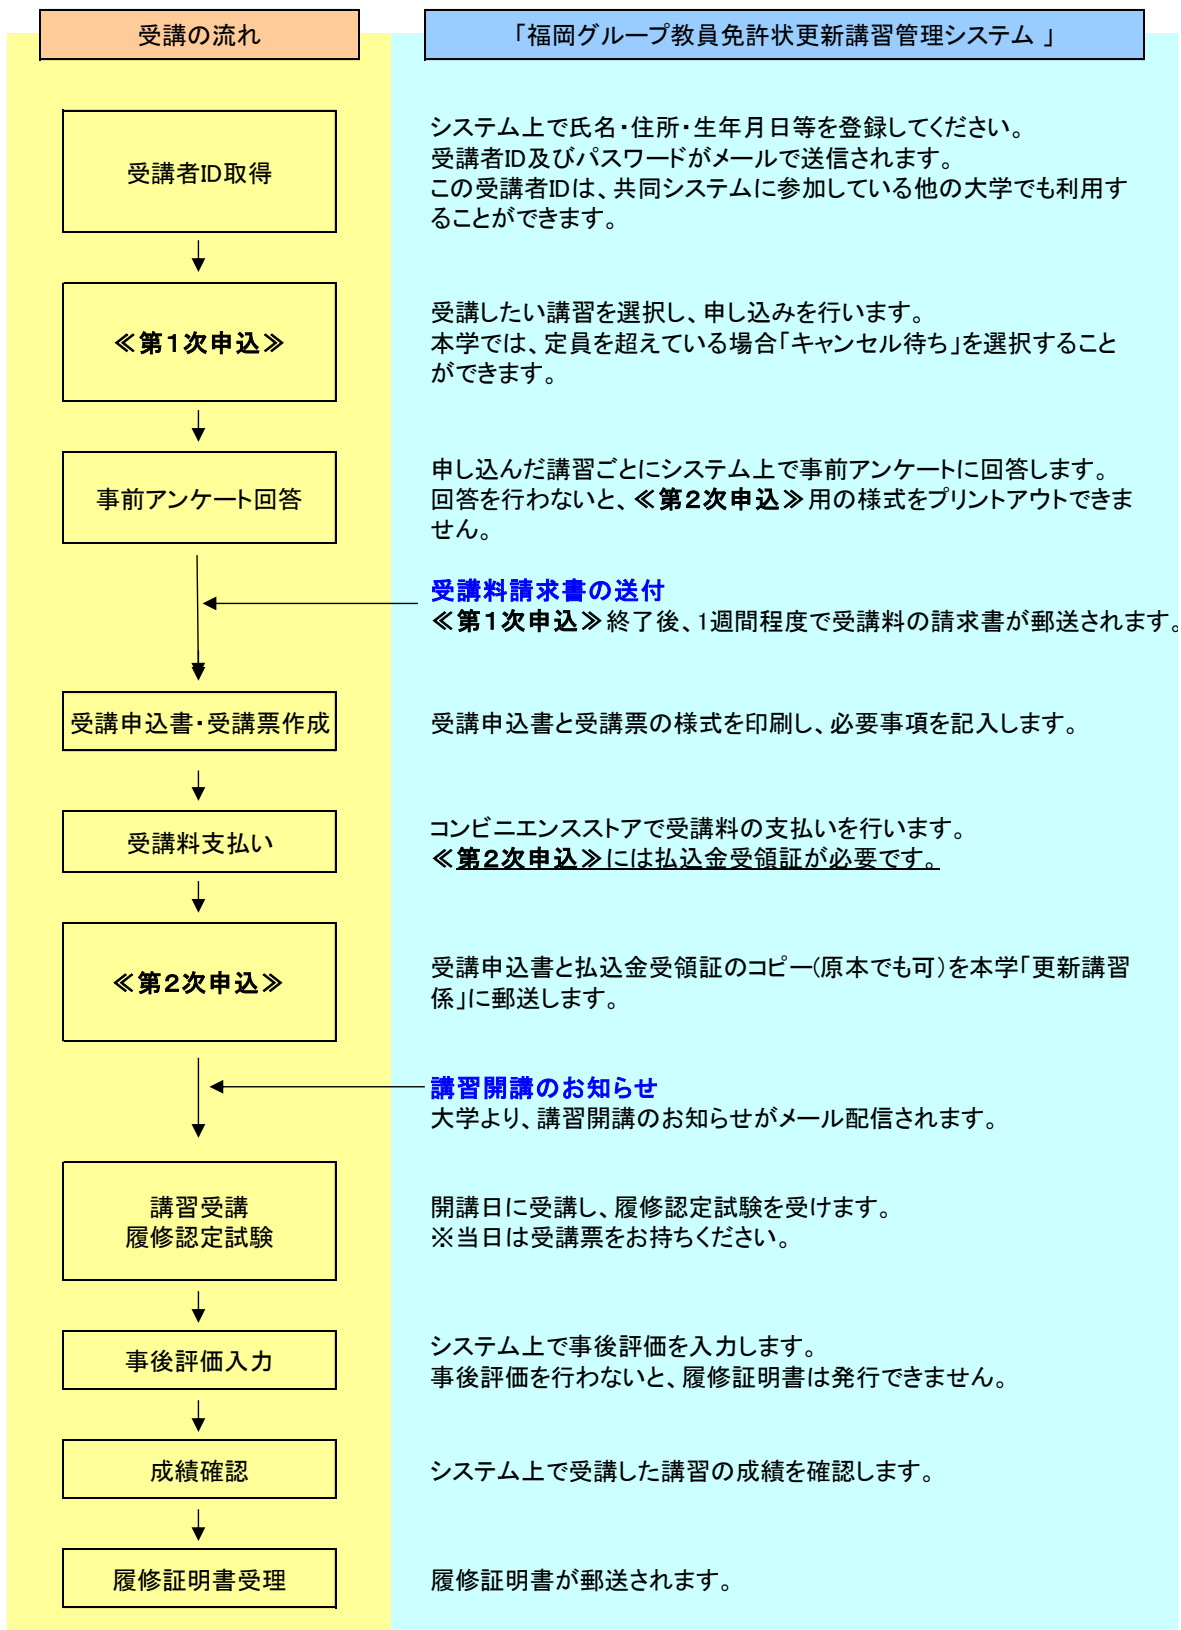 受講の流れ
「福岡グループ教員免許状更新講習管理システム 」
受講者ID取得
システム上で氏名・住所・生年月日等を登録してください。
受講者ID及びパスワードがメールで送信されます。
この受講者IDは、共同システムに参加している他の大学でも利用す
ることができます。
≪第1次申込≫
受講したい講習を選択し、申し込みを行います。
本学では、定員を超えている場合「キャンセル待ち」を選択すること
ができます。
事前アンケート回答
申し込んだ講習ごとにシステム上で事前アンケートに回答します。
回答を行わないと、≪第2次申込≫用の様式をプリントアウトできま
せん。
受講料請求書の送付
≪第1次申込≫終了後、1週間程度で受講料の請求書が郵送されます。
受講申込書・受講票作成
受講申込書と受講票の様式を印刷し、必要事項を記入します。
受講料支払い
コンビニエンスストアで受講料の支払いを行います。
≪第2次申込≫には払込金受領証が必要です。
≪第2次申込≫
受講申込書と払込金受領証のコピー(原本でも可)を本学「更新講習
係」に郵送します。
講習開講のお知らせ
大学より、講習開講のお知らせがメール配信されます。
講習受講
履修認定試験
開講日に受講し、履修認定試験を受けます。
※当日は受講票をお持ちください。
事後評価入力
システム上で事後評価を入力します。
事後評価を行わないと、履修証明書は発行できません。
成績確認
システム上で受講した講習の成績を確認します。
履修証明書受理
履修証明書が郵送されます。